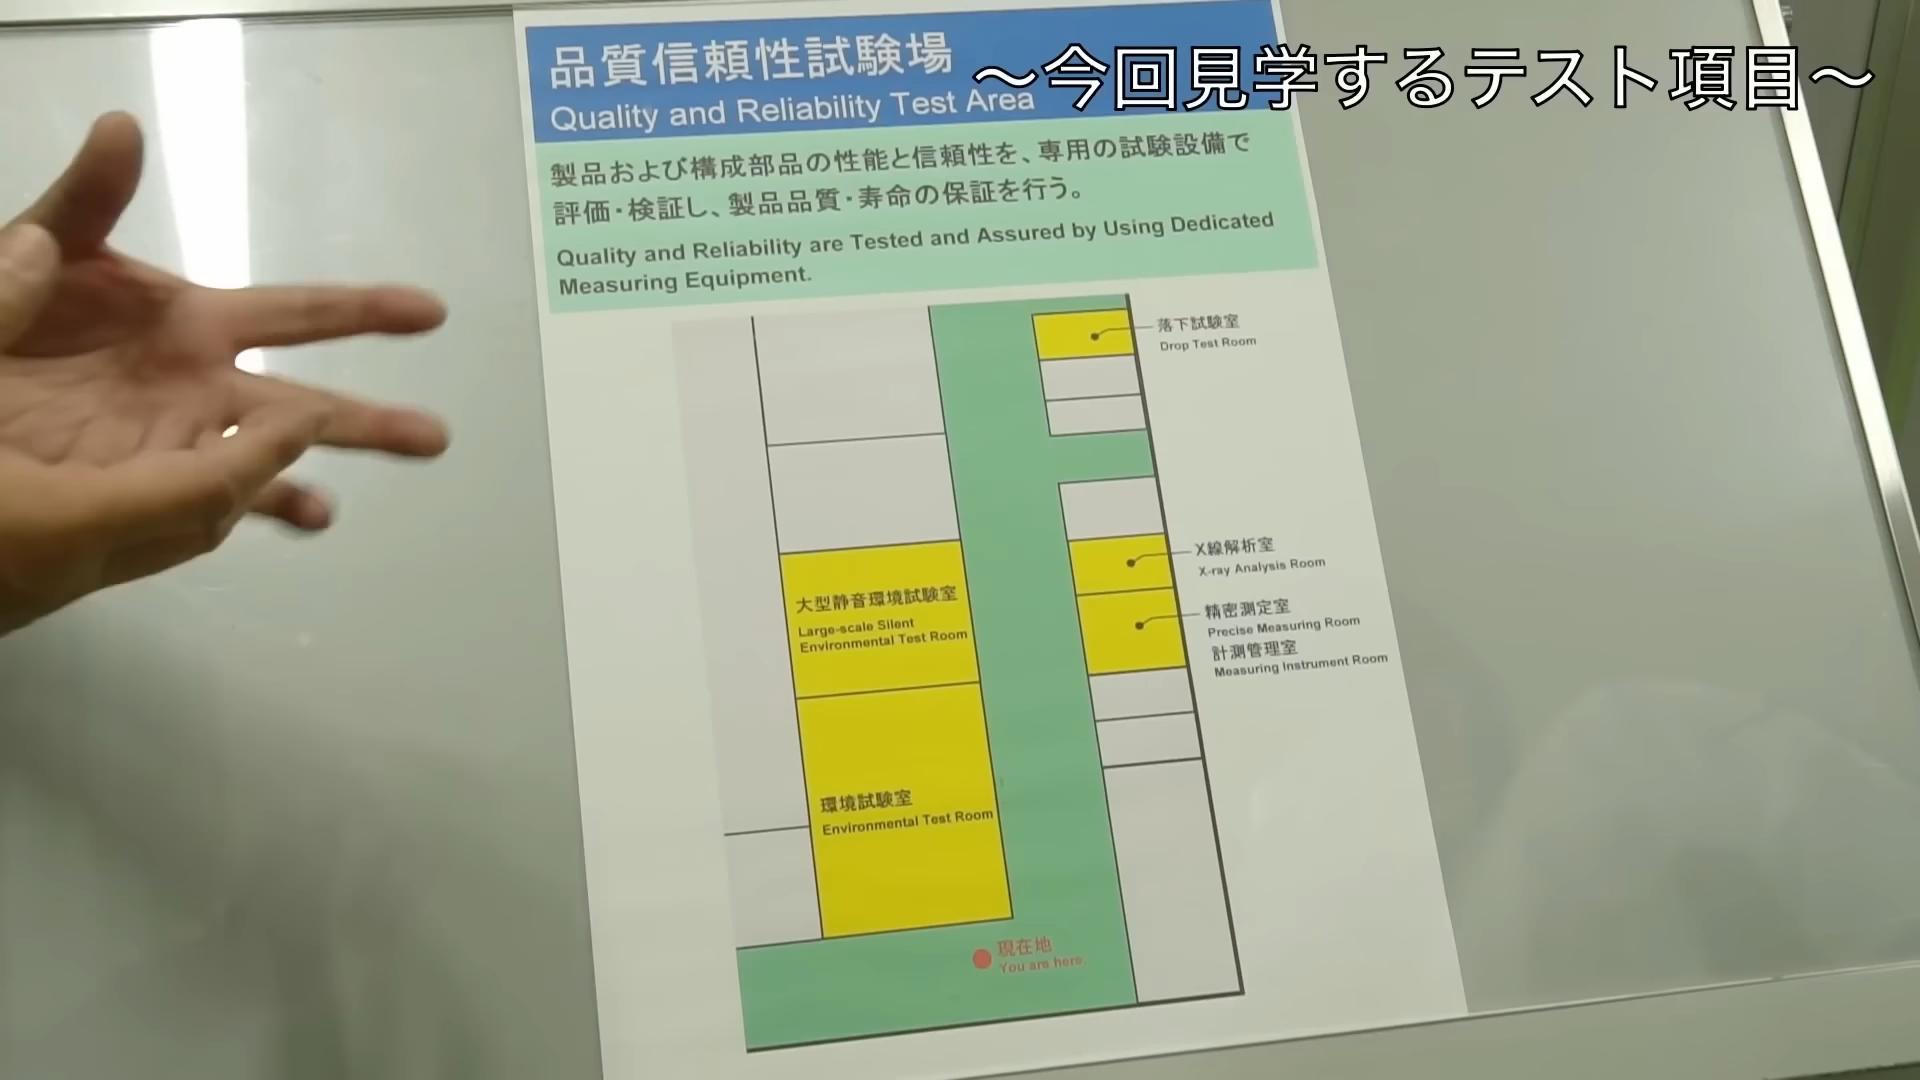 品質信頼性試験場
Quality and Reliability Test Area
～今回見学するテスト項目～
製品および構成部品の性能と信頼性を、専用の試験設備で
評価・検証し、製品品質・寿命の保証を行う。
Quality and Reliability are Tested and Assured by Using Dedicated
Measuring Equipment.
落下試験室
Drop Test Room
X線解析室
X-ray Analysis Room
大型静音環境試験室
Large-scale Silent
Environmental Test Room
精密測定室
Precise Measuring Room
計測管理室
Measuring Instrument Room
環境試験室
Environmental Test Room
現在地
You are here.